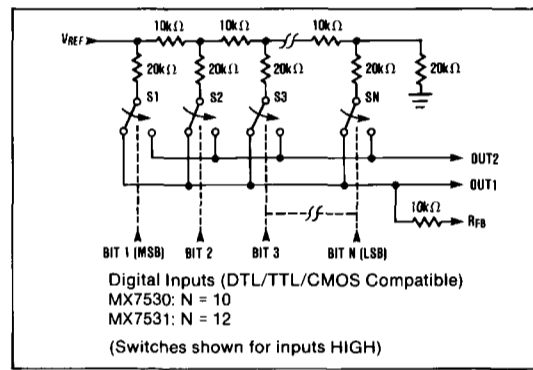 10kΩ 10kΩ 10kΩ
VREF
20kΩ 20kΩ 20kΩ 20kΩ 20kΩ
S1 S2 S3 SN
OUT2
OUT1
10kΩ
RFB
BIT 1 (MSB) BIT 2 BIT 3 BIT N (LSB)
Digital Inputs (DTL/TTL/CMOS Compatible)
MX7530: N = 10
MX7531: N = 12
(Switches shown for inputs HIGH)